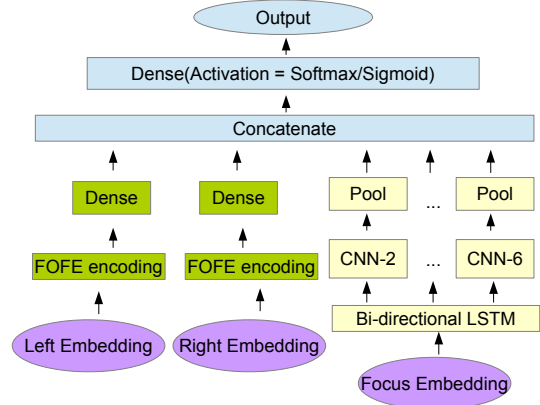 Output
Dense(Activation = Softmax/Sigmoid)
Concatenate
Dense
Dense
Pool
...
Pool
FOFE encoding
FOFE encoding
CNN-2
...
CNN-6
Bi-directional LSTM
Left Embedding
Right Embedding
Focus Embedding